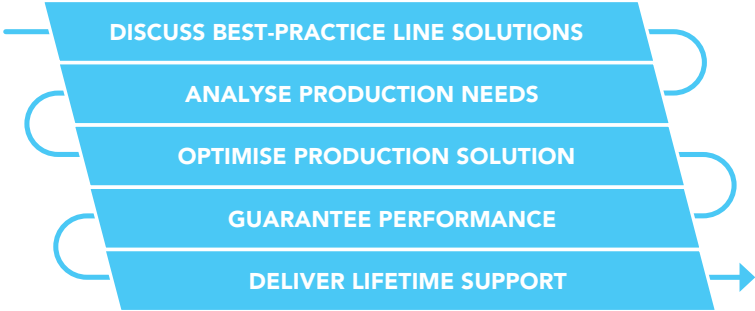 DISCUSS BEST-PRACTICE LINE SOLUTIONS
ANALYSE PRODUCTION NEEDS
OPTIMISE PRODUCTION SOLUTION
GUARANTEE PERFORMANCE
DELIVER LIFETIME SUPPORT